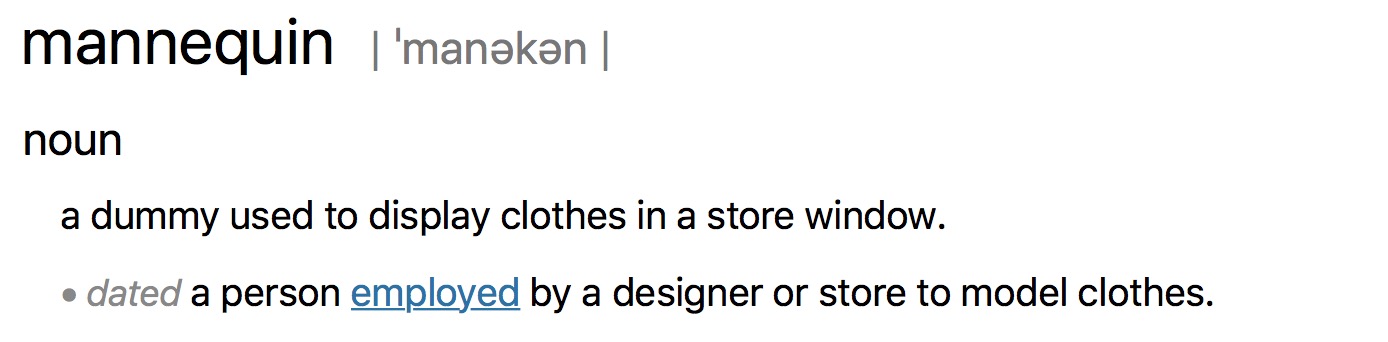 mannequin | ˈmanəkən |
noun
a dummy used to display clothes in a store window.
• dated a person employed by a designer or store to model clothes.